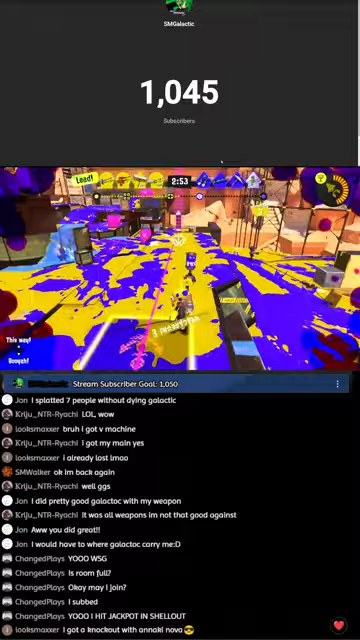 SMGalactic
1,045
Subscribers
Lead!
2:53
This way!
Booyah!
Stream Subscriber Goal: 1,050
Jon I splatted 7 people without dying galactic
Kriju_NTR-Ryachi LOL, wow
looksmaxxer bruh i got v machine
Kriju_NTR-Ryachi I got my main yes
looksmaxxer i already lost lmao
SMWalker ok im back again
Kriju_NTR-Ryachi well ggs
Jon I did pretty good galactoc with my weapon
Kriju_NTR-Ryachi It was all weapons im not that good against
Jon Aww you did great!!
Jon I would have to where galactoc carry me:D
ChangedPlays YOOO WSG
ChangedPlays Is room full?
ChangedPlays Okay may I join?
ChangedPlays I subbed
ChangedPlays YOOO I HIT JACKPOT IN SHELLOUT
looksmaxxer I got a knockout with annaki nova 😎